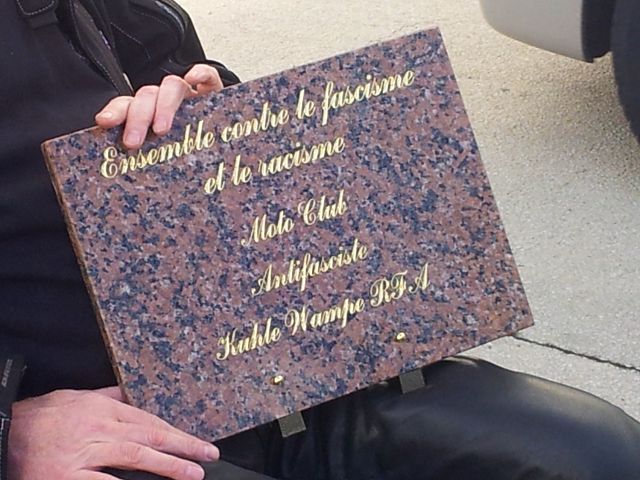 Ensemble contre le fascisme
et le racisme
Moto Club
Antifasciste
Kuhle Wampe RFA